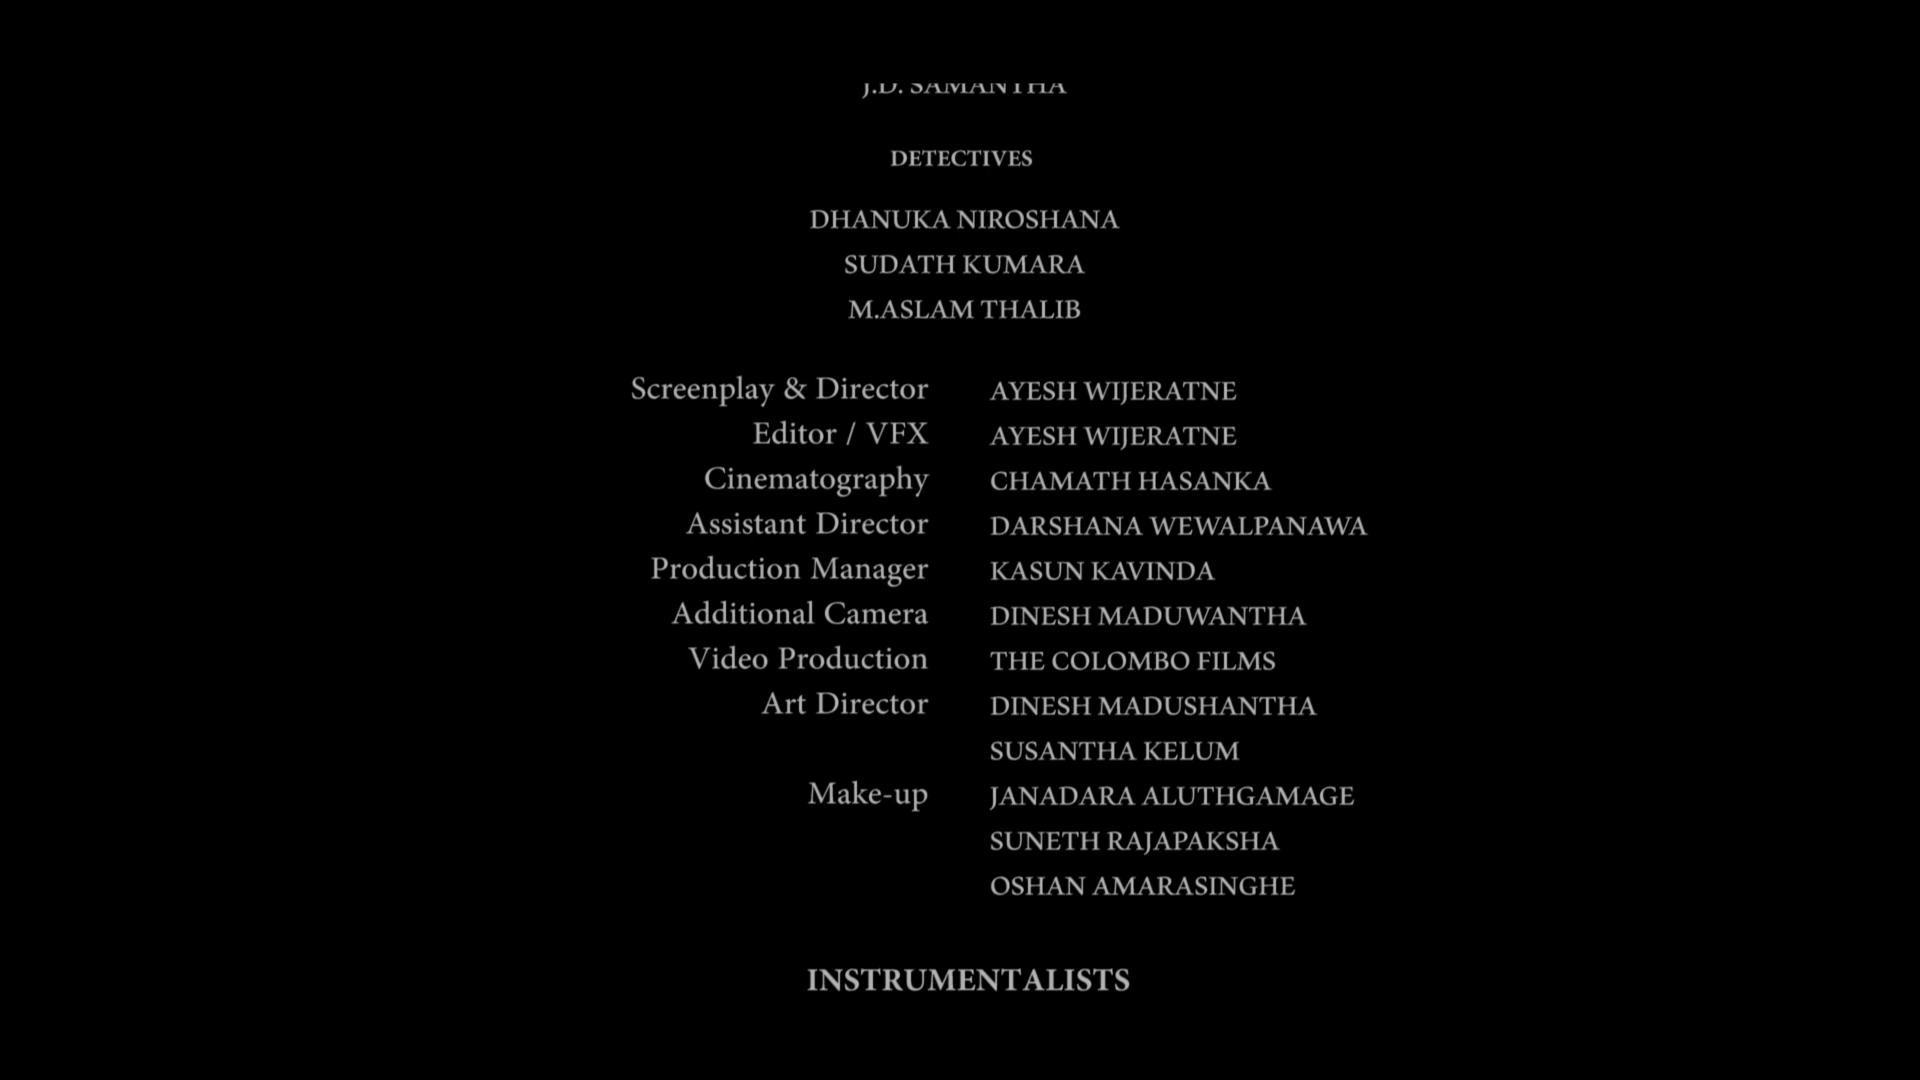 J.D. SAMANTHA
DETECTIVES
DHANUKA NIROSHANA
SUDATH KUMARA
M.ASLAM THALIB
Screenplay & Director AYESH WIJERATNE
Editor / VFX AYESH WIJERATNE
Cinematography CHAMATH HASANKA
Assistant Director DARSHANA WEWALPANAWA
Production Manager KASUN KAVINDA
Additional Camera DINESH MADUWANTHA
Video Production THE COLOMBO FILMS
Art Director DINESH MADUSHANTHA
SUSANTHA KELUM
Make-up JANADARA ALUTHGAMAGE
SUNETH RAJAPAKSHA
OSHAN AMARASINGHE
INSTRUMENTALISTS